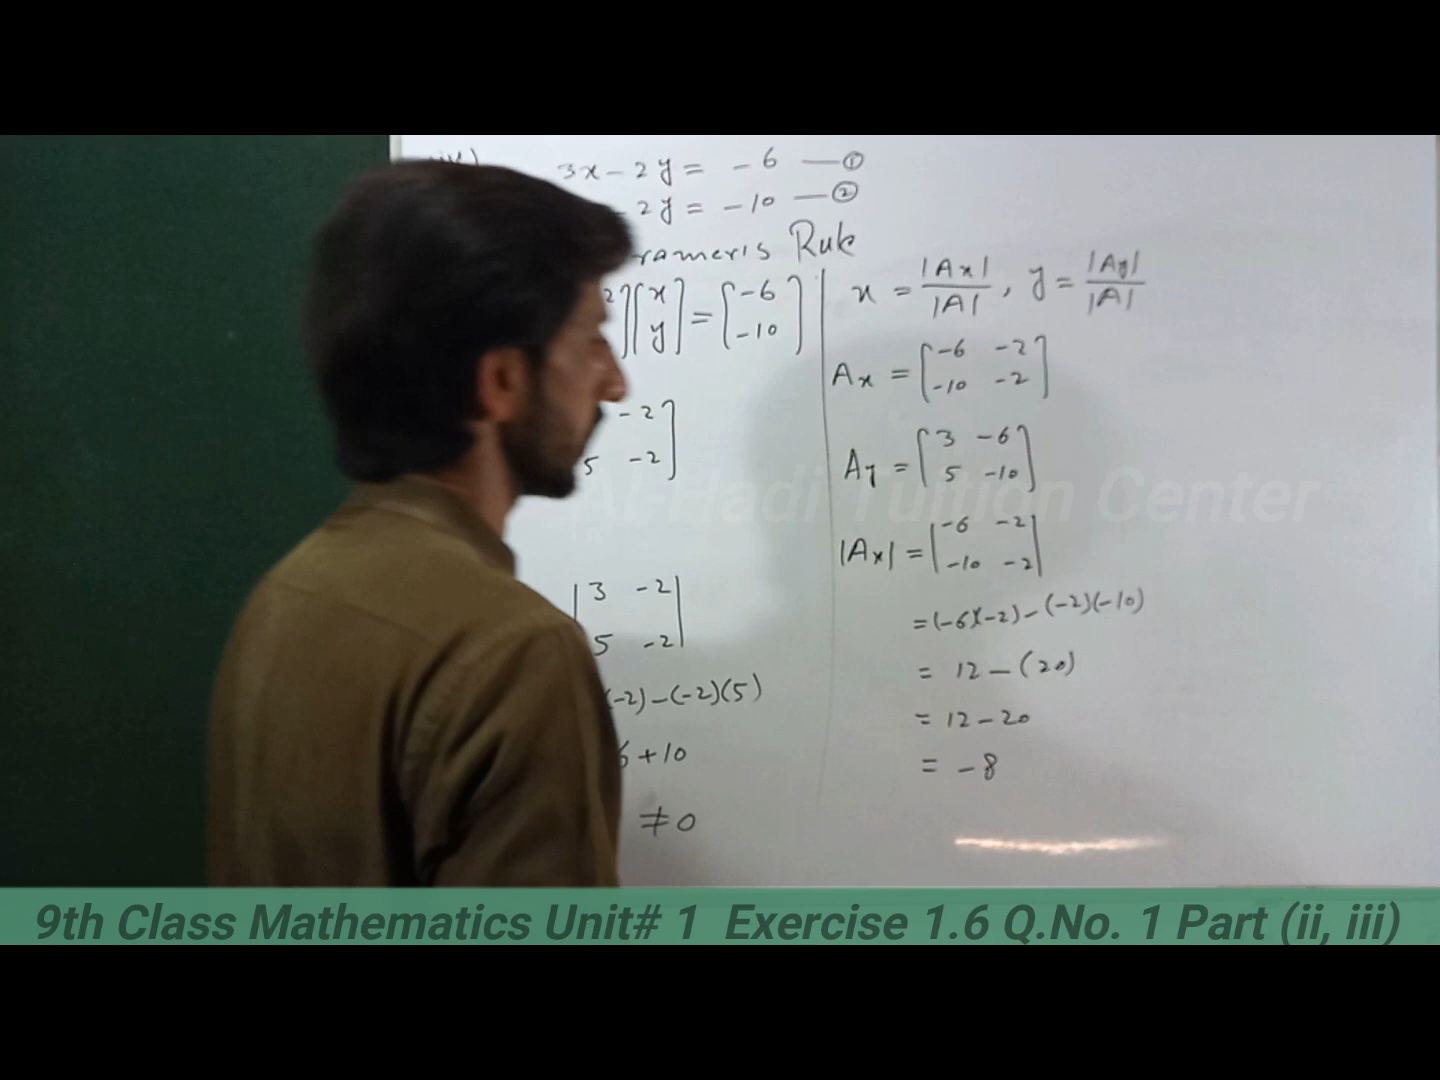 3x - 2y = -6 —①
- 2y = -10 —②
ramer's Rule
2] [x y] = [-6 -10]
-2
5 -2
3 -2
5 -2
(-2)-(-2)(5)
6 + 10
≠ 0
x = |Ax|/|A| , y = |Ay|/|A|
Ax = [-6 -2
-10 -2]
Ay = [3 -6
5 -10]
Al-Hadi Tuition Center
|Ax| = |-6 -2
-10 -2|
= (-6)(-2) - (-2)(-10)
= 12 - (20)
= 12 - 20
= -8
9th Class Mathematics Unit# 1 Exercise 1.6 Q.No. 1 Part (ii, iii)